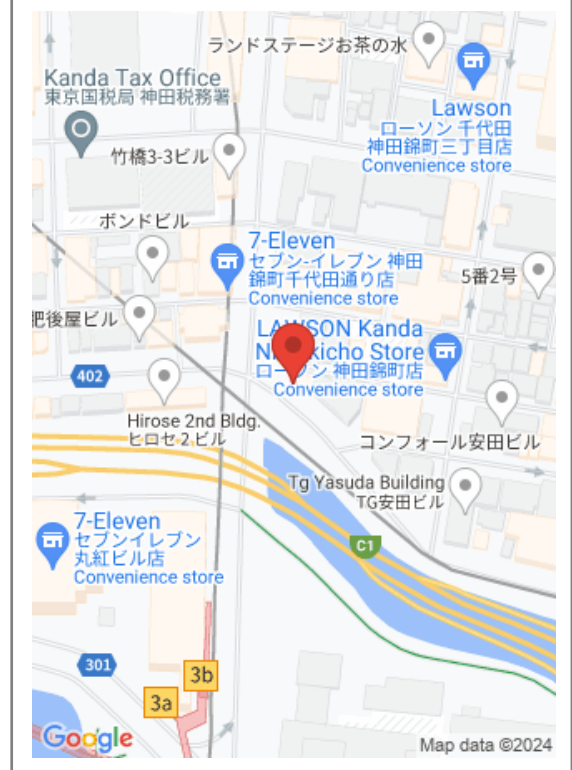 ランドステージお茶の水
Kanda Tax Office
東京国税局 神田税務署
Lawson
ローソン 千代田
神田錦町三丁目店
Convenience store
竹橋3-3ビル
ボンドビル
7-Eleven
セブン-イレブン 神田
錦町千代田通り店
Convenience store
5番2号
肥後屋ビル
LAWSON Kanda
Store
ローソン 神田錦町店
Convenience store
402
Hirose 2nd Bldg.
ヒロセ2ビル
コンフォール安田ビル
Tg Yasuda Building
TG安田ビル
7-Eleven
セブンイレブン
丸紅ビル店
Convenience store
C1
301
3b
3a
Google
Map data ©2024